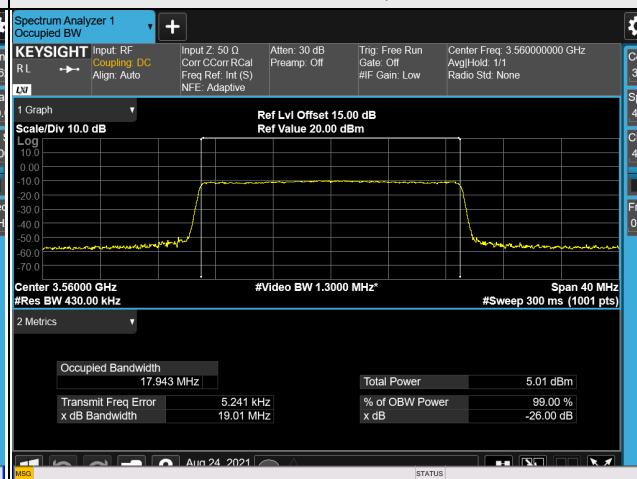 Spectrum Analyzer 1
Occupied BW
KEYSIGHT
R L
LXI
Input: RF
Coupling: DC
Align: Auto
Input Z: 50 Ω
Corr CCorr RCal
Freq Ref: Int (S)
NFE: Adaptive
Atten: 30 dB
Preamp: Off
Trig: Free Run
Gate: Off
#IF Gain: Low
Center Freq: 3.560000000 GHz
Avg|Hold: 1/1
Radio Std: None
1 Graph
Scale/Div 10.0 dB
Ref Lvl Offset 15.00 dB
Ref Value 20.00 dBm
Log
10.0
0.00
-10.0
-20.0
-30.0
-40.0
-50.0
-60.0
-70.0
Center 3.56000 GHz
#Res BW 430.00 kHz
#Video BW 1.3000 MHz*
Span 40 MHz
#Sweep 300 ms (1001 pts)
2 Metrics
Occupied Bandwidth
17.943 MHz
Total Power 5.01 dBm
Transmit Freq Error 5.241 kHz
% of OBW Power 99.00 %
x dB Bandwidth 19.01 MHz
x dB -26.00 dB
Aug 24, 2021
MSG
STATUS